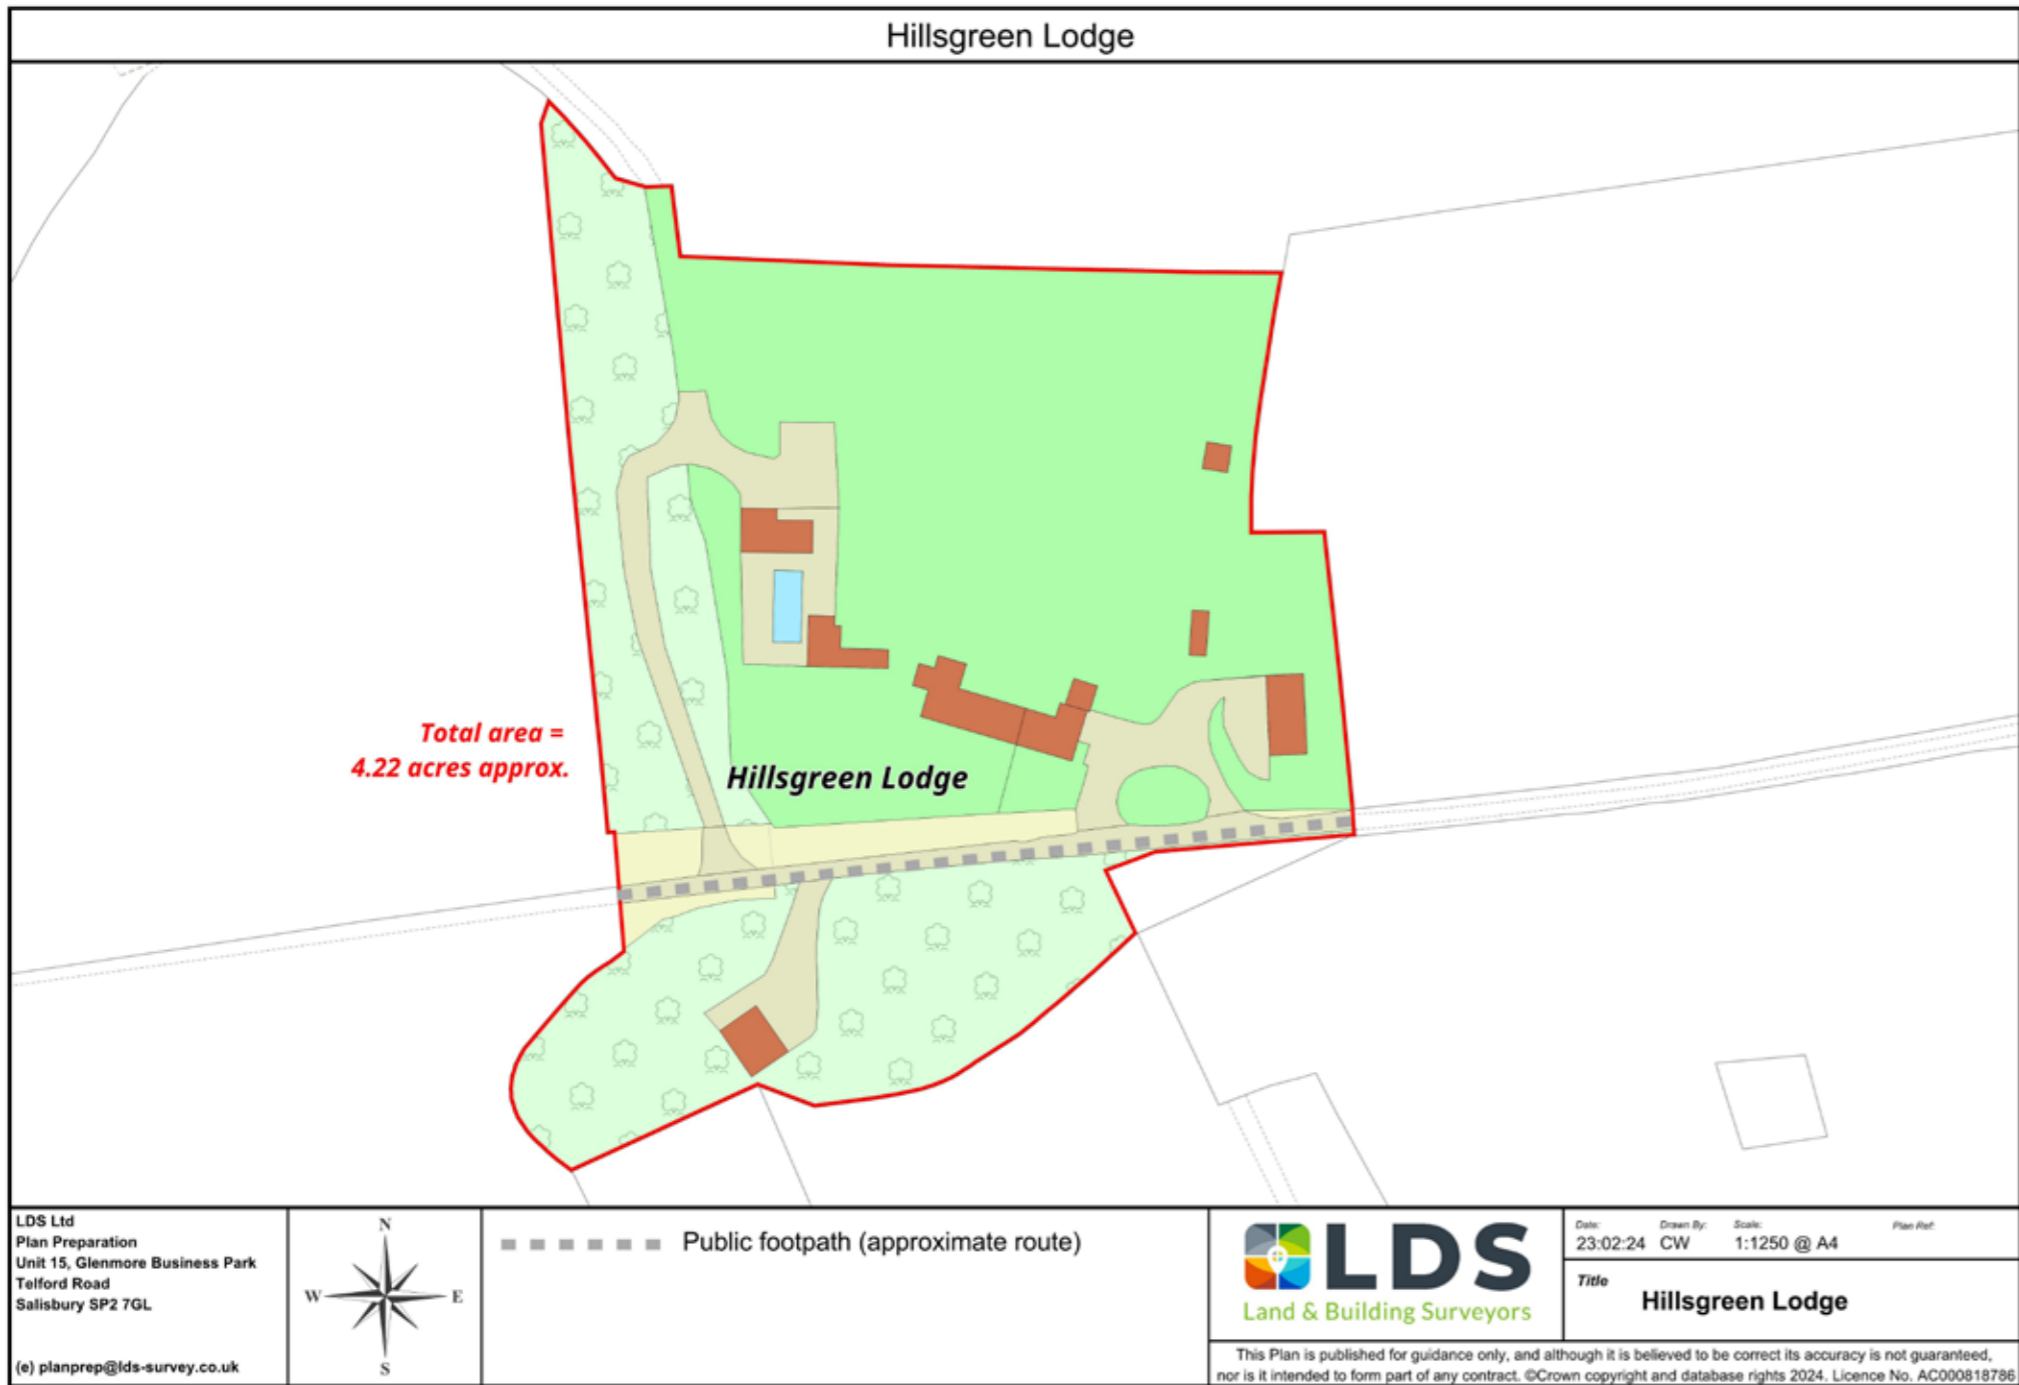 Hillsgreen Lodge
Total area =
4.22 acres approx.
Hillsgreen Lodge
LDS Ltd
Plan Preparation
Unit 15, Glenmore Business Park
Telford Road
Salisbury SP2 7GL
(e) planprep@lds-survey.co.uk
N
W E
S
Public footpath (approximate route)
LDS
Land & Building Surveyors
Date: Drawn By: Scale: Plan Ref:
23:02:24 CW 1:1250 @ A4
Title
Hillsgreen Lodge
This Plan is published for guidance only, and although it is believed to be correct its accuracy is not guaranteed,
nor is it intended to form part of any contract. ©Crown copyright and database rights 2024. Licence No. AC000818786